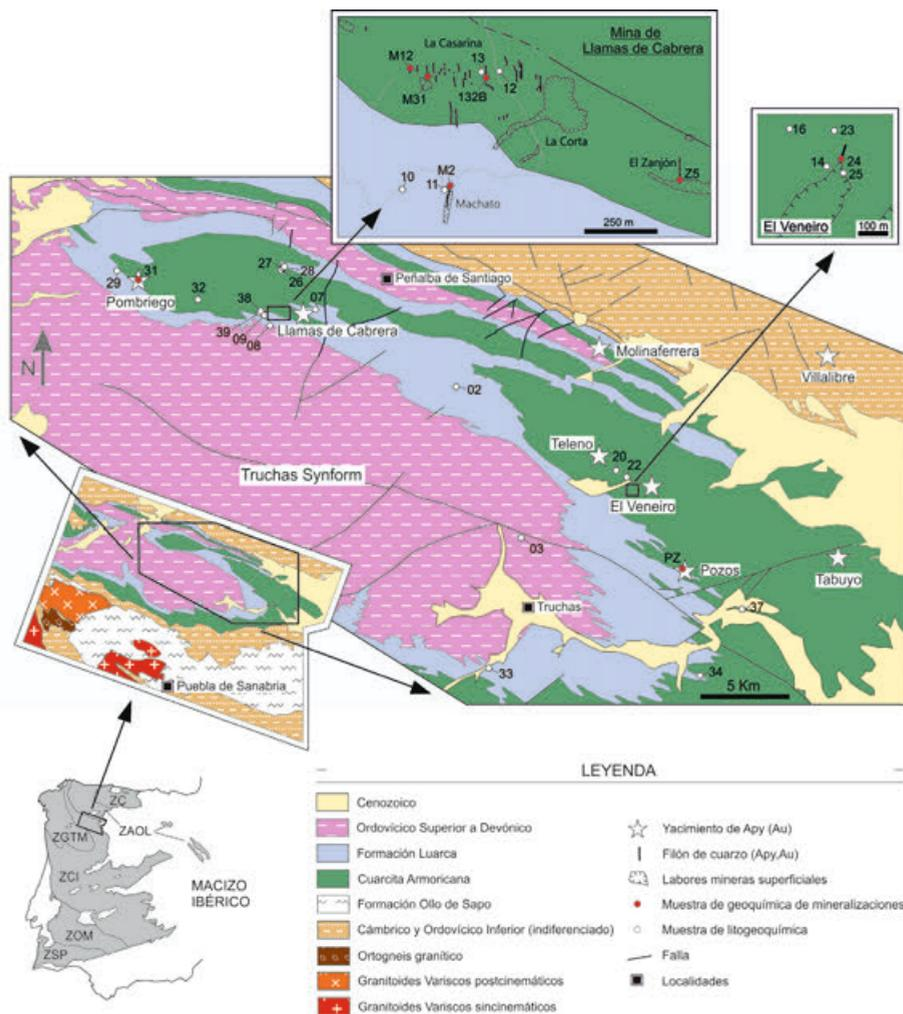 Mina de
Llamas de Cabrera
La Casarina
M12
13
M31
132B
12
La Corta
El Zanjón
Z5
10
11
M2
Machato
250 m
16
23
14
24
25
El Veneiro
100 m
29
31
Pombriego
32
27
28
26
38
07
39
09
08
Llamas de Cabrera
Peñalba de Santiago
Molinaferrera
Villalibre
N
02
Teleno
20
22
El Veneiro
Truchas Synform
03
PZ
Pozos
Tabuyo
Truchas
37
33
34
5 Km
Puebla de Sanabria
ZC
ZAOL
ZGTM
ZCI
ZOM
ZSP
MACIZO
IBÉRICO
LEYENDA
Cenozoico
Ordovícico Superior a Devónico
Formación Luarca
Cuarcita Armoricana
Formación Ollo de Sapo
Cámbrico y Ordovícico Inferior (indiferenciado)
Ortogneis granítico
Granitoides Variscos postcinemáticos
Granitoides Variscos sincinemáticos
Yacimiento de Apy (Au)
Filón de cuarzo (Apy,Au)
Labores mineras superficiales
Muestra de geoquímica de mineralizaciones
Muestra de litogeoquímica
Falla
Localidades